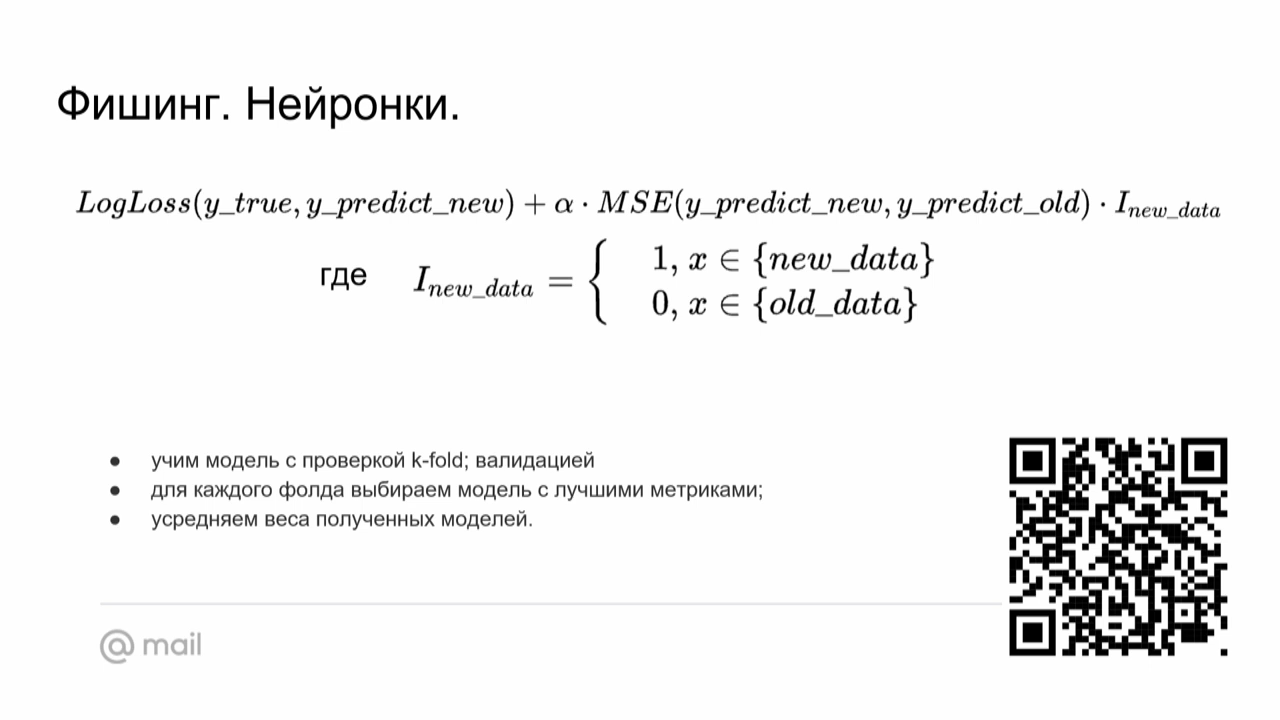 Фишинг. Нейронки.
LogLoss(y_true, y_predict_new) + α · MSE(y_predict_new, y_predict_old) · I_new_data
где I_new_data = {
1, x ∈ {new_data}
0, x ∈ {old_data}
● учим модель с проверкой k-fold; валидацией
● для каждого фолда выбираем модель с лучшими метриками;
● усредняем веса полученных моделей.
@ mail